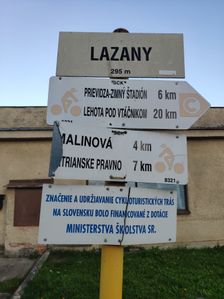 LAZANY
295 m
"SCK"
PRIEVIDZA-ZIMNÝ ŠTADIÓN 6 km
LEHOTA POD VTÁČNIKOM 20 km
C
MALINOVÁ 4 km
NITRIANSKE PRAVNO 7 km
8321
ZNAČENIE A UDRŽIAVANIE CYKLOTURISTICKÝCH TRÁS
NA SLOVENSKU BOLO FINANCOVANÉ Z DOTÁCIE
MINISTERSTVA ŠKOLSTVA SR.